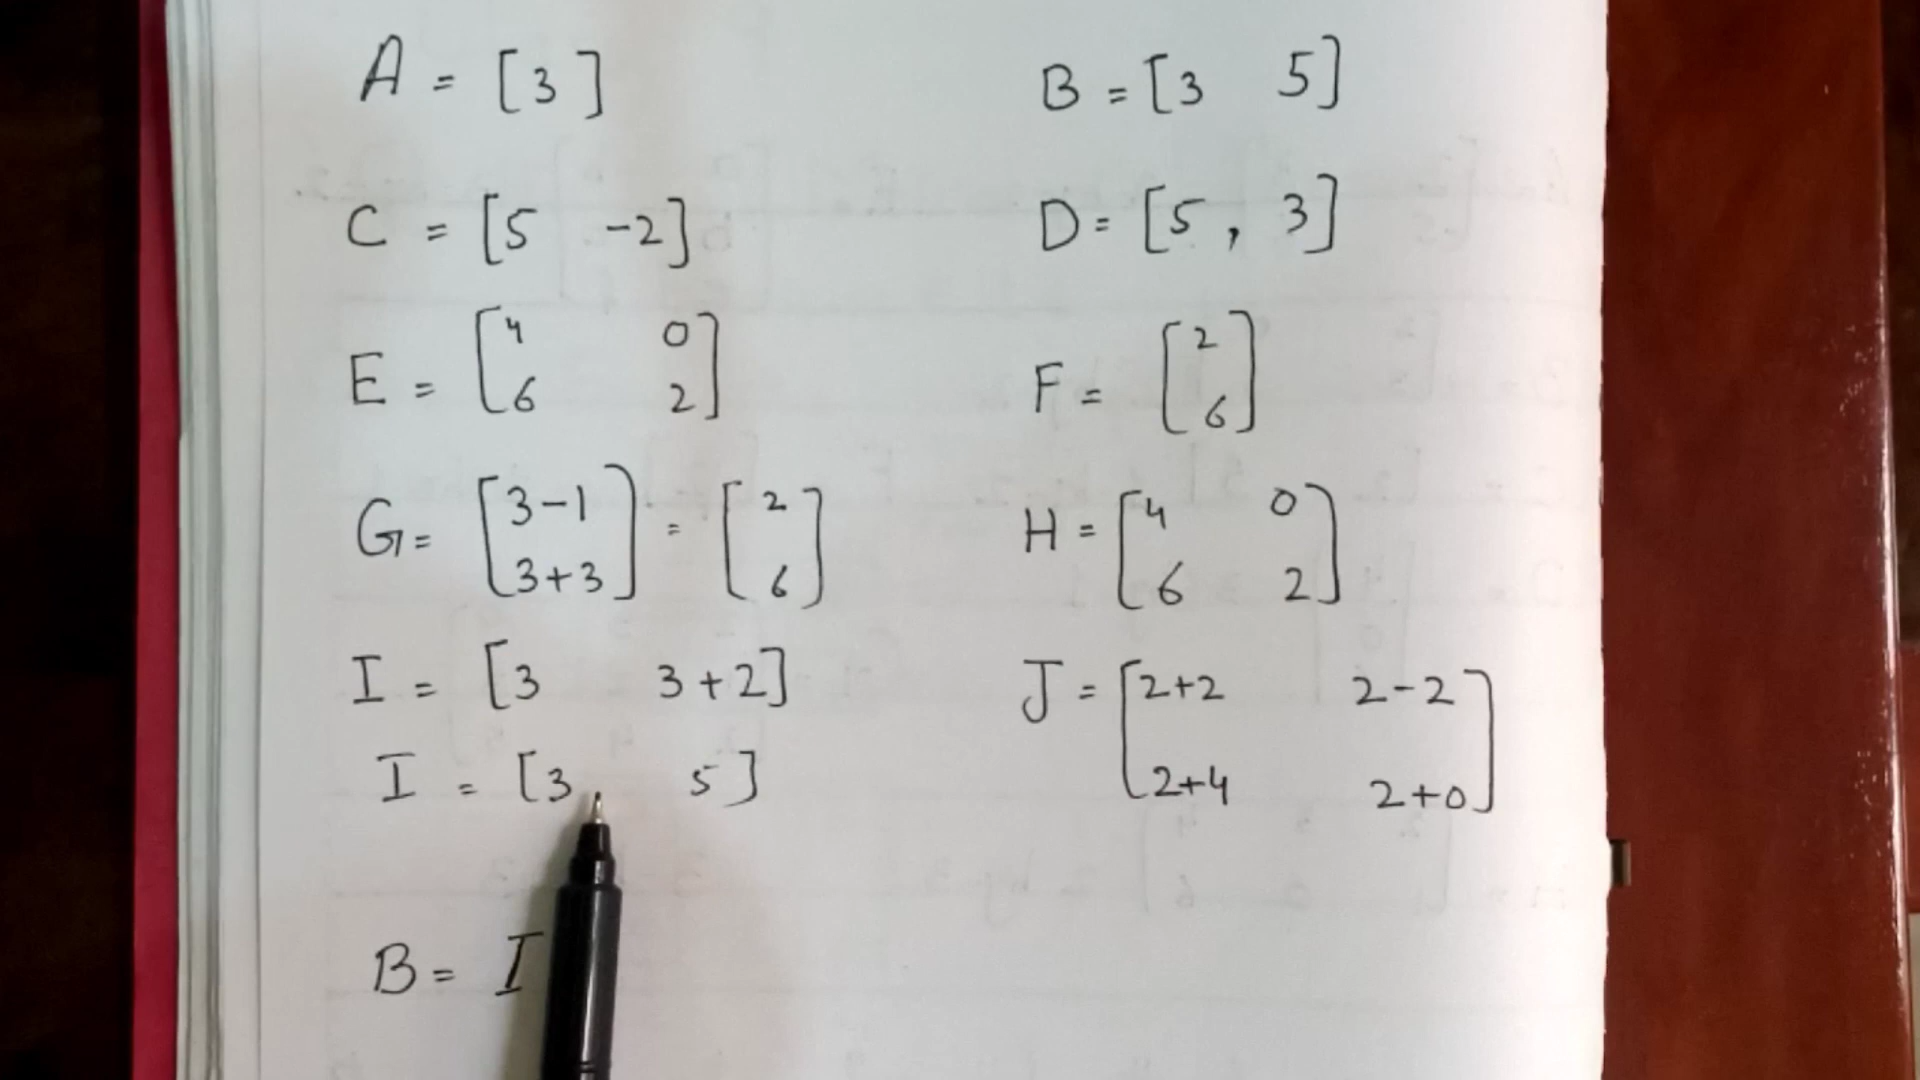 A = [3]
B = [3 5]
C = [5 -2]
D = [5, 3]
E = [4 0
6 2]
F = [2
6]
G = [3-1
3+3] = [2
6]
H = [4 0
6 2]
I = [3 3+2]
J = [2+2 2-2
2+4 2+0]
I = [3 5]
B = I